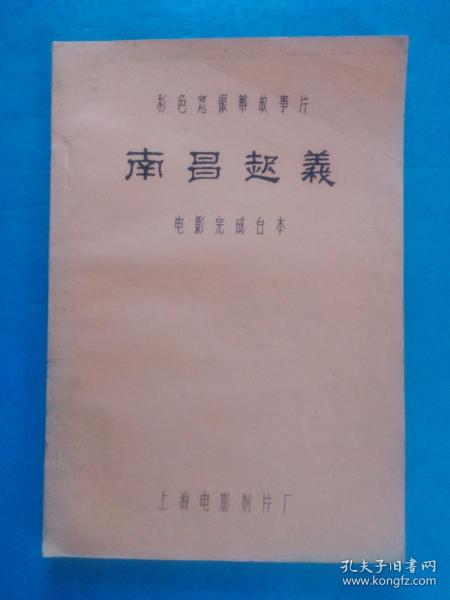 彩色宽银幕故事片
南昌起義
电影完成台本
上海电影制片厂
孔夫子旧书网
www.kongfz.com